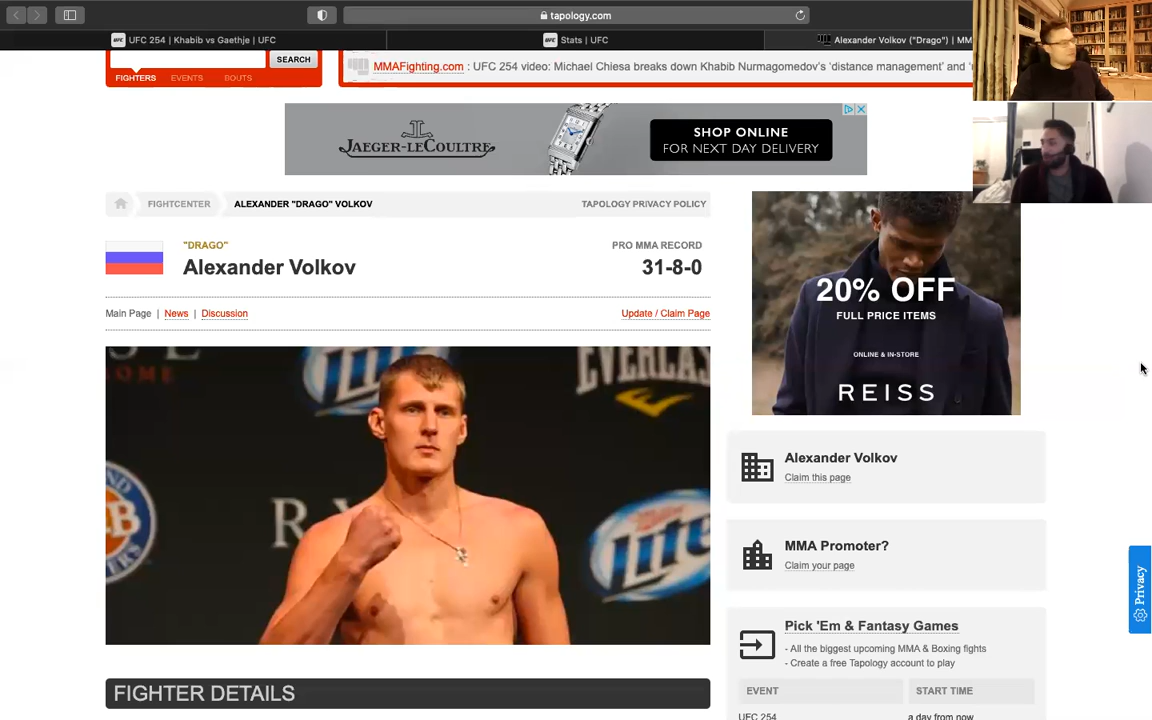 tapology.com
UFC 254 | Khabib vs Gaethje | UFC
Stats | UFC
Alexander Volkov ("Drago") | MM
SEARCH
FIGHTERS
EVENTS
BOUTS
MMAFighting.com : UFC 254 video: Michael Chiesa breaks down Khabib Nurmagomedov's 'distance management' and
JAEGER-LECOULTRE
SHOP ONLINE
FOR NEXT DAY DELIVERY
FIGHTCENTER
ALEXANDER "DRAGO" VOLKOV
TAPOLOGY PRIVACY POLICY
"DRAGO"
PRO MMA RECORD
Alexander Volkov
31-8-0
Main Page | News | Discussion
Update / Claim Page
EVERLAS
Miller
20% OFF
FULL PRICE ITEMS
ONLINE & IN-STORE
REISS
Alexander Volkov
Claim this page
MMA Promoter?
Claim your page
Privacy
Pick 'Em & Fantasy Games
- All the biggest upcoming MMA & Boxing fights
- Create a free Tapology account to play
EVENT
START TIME
UFC 254
a day from now
FIGHTER DETAILS